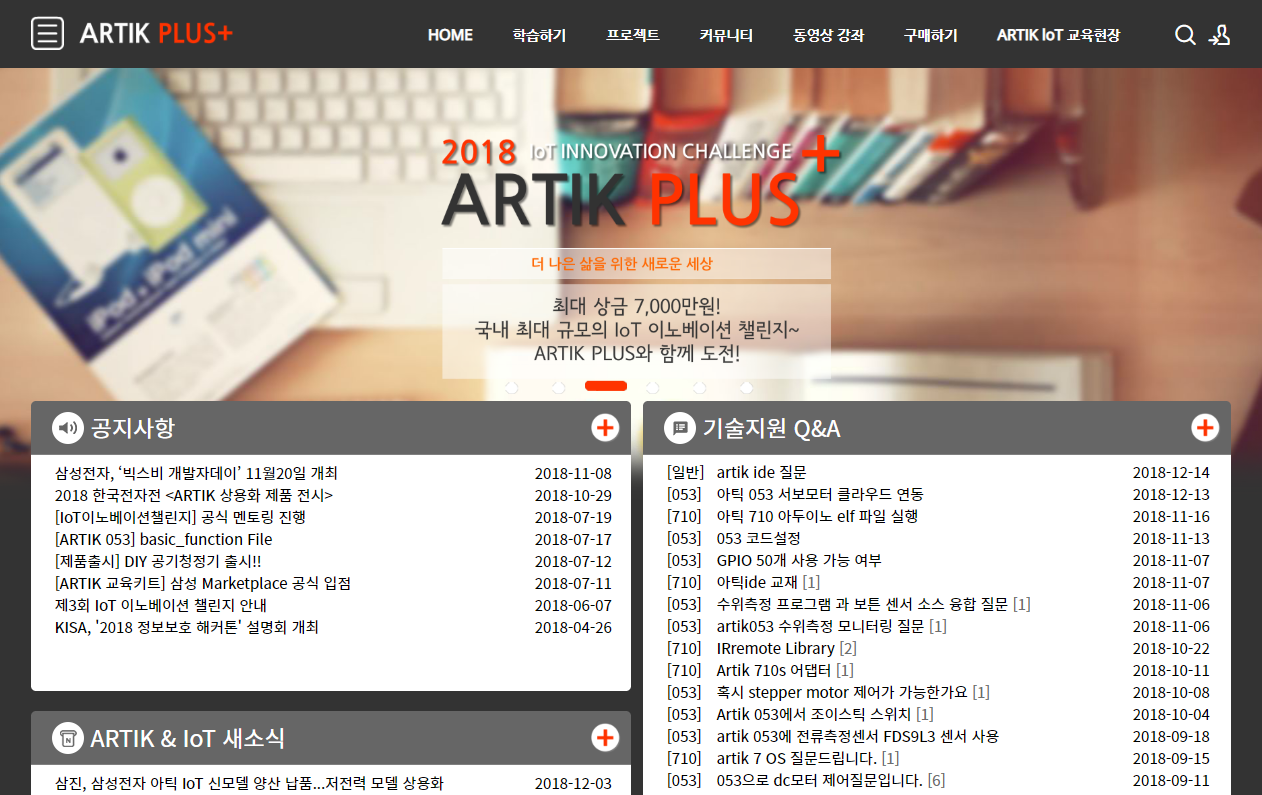 ARTIK PLUS+
HOME 학습하기 프로젝트 커뮤니티 동영상 강좌 구매하기 ARTIK IoT 교육현장
iPod x iPod mini
2018 IoT INNOVATION CHALLENGE +
ARTIK PLUS
더 나은 삶을 위한 새로운 세상
최대 상금 7,000만원!
국내 최대 규모의 IoT 이노베이션 챌린지~
ARTIK PLUS와 함께 도전!
공지사항
삼성전자, ‘빅스비 개발자데이’ 11월20일 개최 2018-11-08
2018 한국전자전 <ARTIK 상용화 제품 전시> 2018-10-29
[IoT이노베이션챌린지] 공식 멘토링 진행 2018-07-19
[ARTIK 053] basic_function File 2018-07-17
[제품출시] DIY 공기청정기 출시!! 2018-07-12
[ARTIK 교육키트] 삼성 Marketplace 공식 입점 2018-07-11
제3회 IoT 이노베이션 챌린지 안내 2018-06-07
KISA, '2018 정보보호 해커톤' 설명회 개최 2018-04-26
ARTIK & IoT 새소식
삼진, 삼성전자 아틱 IoT 신모델 양산 납품...저전력 모델 상용화 2018-12-03
기술지원 Q&A
[일반] artik ide 질문 2018-12-14
[053] 아틱 053 서보모터 클라우드 연동 2018-12-13
[710] 아틱 710 아두이노 elf 파일 실행 2018-11-16
[053] 053 코드설정 2018-11-13
[053] GPIO 50개 사용 가능 여부 2018-11-07
[710] 아틱ide 교재 [1] 2018-11-07
[053] 수위측정 프로그램 과 보튼 센서 소스 융합 질문 [1] 2018-11-06
[053] artik053 수위측정 모니터링 질문 [1] 2018-11-06
[710] IRremote Library [2] 2018-10-22
[710] Artik 710s 어댑터 [1] 2018-10-11
[053] 혹시 stepper motor 제어가 가능한가요 [1] 2018-10-08
[053] Artik 053에서 조이스틱 스위치 [1] 2018-10-04
[053] artik 053에 전류측정센서 FDS9L3 센서 사용 2018-09-18
[710] artik 7 OS 질문드립니다. [1] 2018-09-15
[053] 053으로 dc모터 제어질문입니다. [6] 2018-09-11